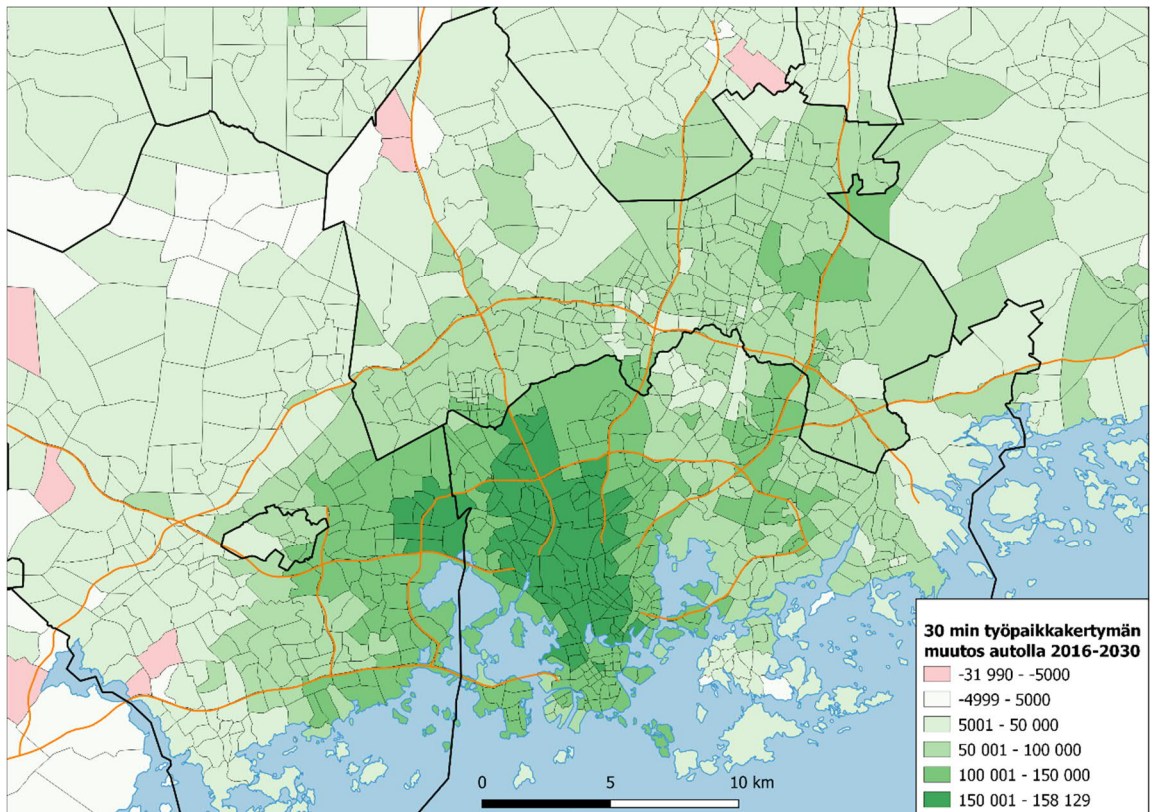 30 min työpaikkakertymän
muutos autolla 2016-2030
-31 990 - -5000
-4999 - 5000
5001 - 50 000
50 001 - 100 000
100 001 - 150 000
150 001 - 158 129
0 5 10 km